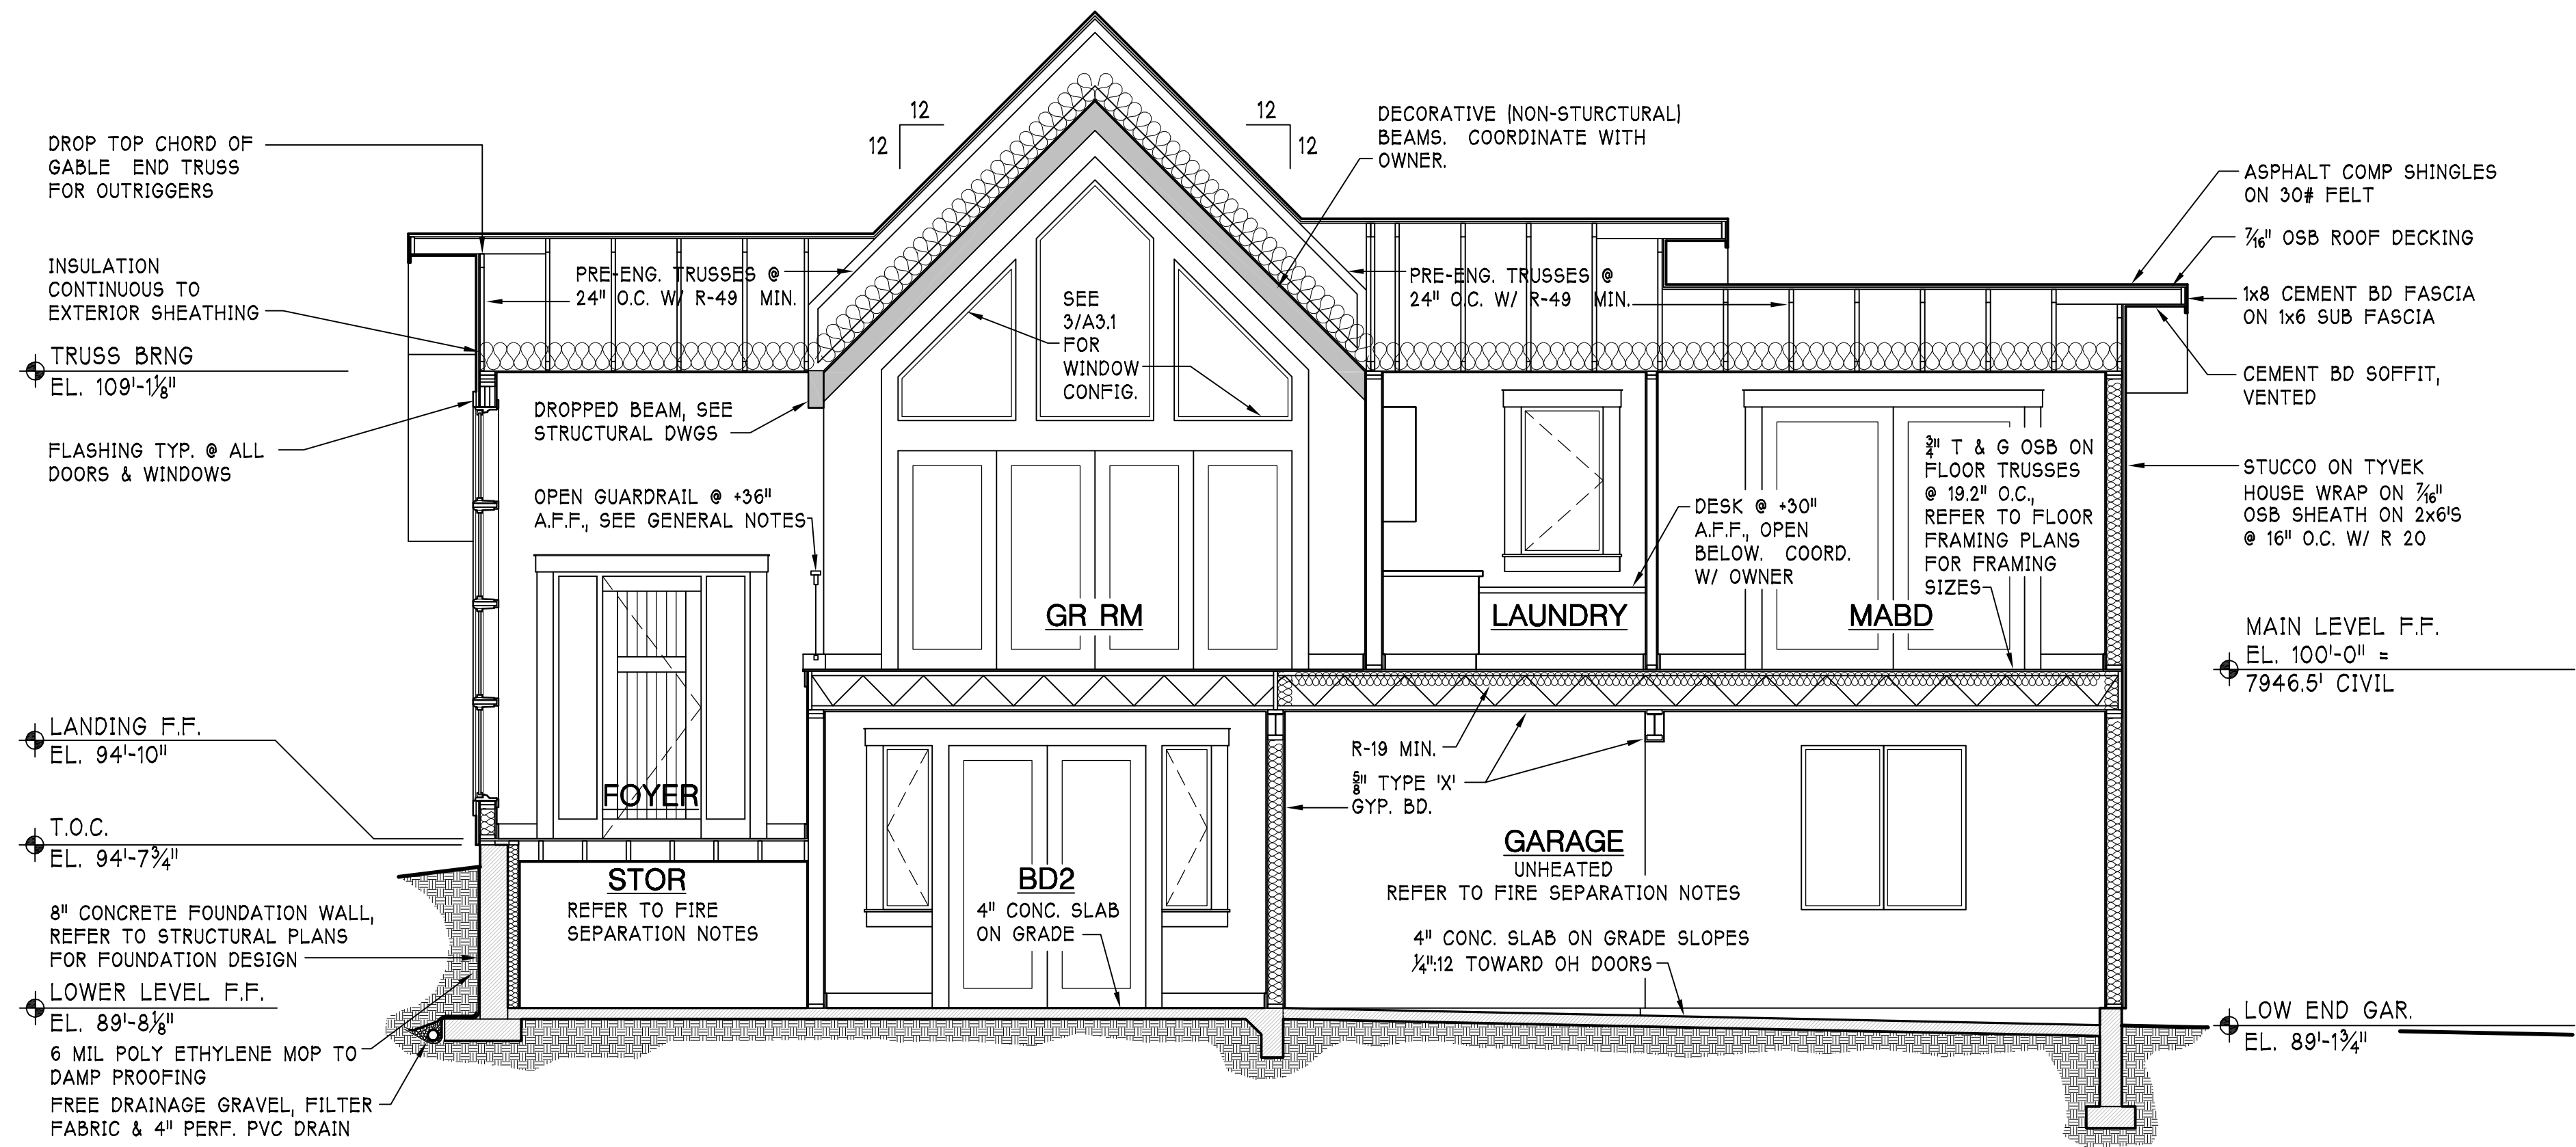 12
12
12
12
DROP TOP CHORD OF
GABLE END TRUSS
FOR OUTRIGGERS
INSULATION
CONTINUOUS TO
EXTERIOR SHEATHING
TRUSS BRNG
EL. 109'-1⅛"
FLASHING TYP. @ ALL
DOORS & WINDOWS
LANDING F.F.
EL. 94'-10"
T.O.C.
EL. 94'-7¾"
8" CONCRETE FOUNDATION WALL,
REFER TO STRUCTURAL PLANS
FOR FOUNDATION DESIGN
LOWER LEVEL F.F.
EL. 89'-8⅛"
6 MIL POLY ETHYLENE MOP TO
DAMP PROOFING
FREE DRAINAGE GRAVEL, FILTER
FABRIC & 4" PERF. PVC DRAIN
PRE-ENG. TRUSSES @
24" O.C. W/ R-49 MIN.
DROPPED BEAM, SEE
STRUCTURAL DWGS
OPEN GUARDRAIL @ +36"
A.F.F., SEE GENERAL NOTES
FOYER
STOR
REFER TO FIRE
SEPARATION NOTES
SEE
3/A3.1
FOR
WINDOW
CONFIG.
GR RM
BD2
4" CONC. SLAB
ON GRADE
DECORATIVE (NON-STURCTURAL)
BEAMS. COORDINATE WITH
OWNER.
PRE-ENG. TRUSSES @
24" O.C. W/ R-49 MIN.
LAUNDRY
DESK @ +30"
A.F.F., OPEN
BELOW. COORD.
W/ OWNER
MABD
¾" T & G OSB ON
FLOOR TRUSSES
@ 19.2" O.C.,
REFER TO FLOOR
FRAMING PLANS
FOR FRAMING
SIZES
R-19 MIN.
⅝" TYPE 'X'
GYP. BD.
GARAGE
UNHEATED
REFER TO FIRE SEPARATION NOTES
4" CONC. SLAB ON GRADE SLOPES
¼":12 TOWARD OH DOORS
ASPHALT COMP SHINGLES
ON 30# FELT
7⁄16" OSB ROOF DECKING
1x8 CEMENT BD FASCIA
ON 1x6 SUB FASCIA
CEMENT BD SOFFIT,
VENTED
STUCCO ON TYVEK
HOUSE WRAP ON 7⁄16"
OSB SHEATH ON 2x6'S
@ 16" O.C. W/ R 20
MAIN LEVEL F.F.
EL. 100'-0" =
7946.5' CIVIL
LOW END GAR.
EL. 89'-1¾"